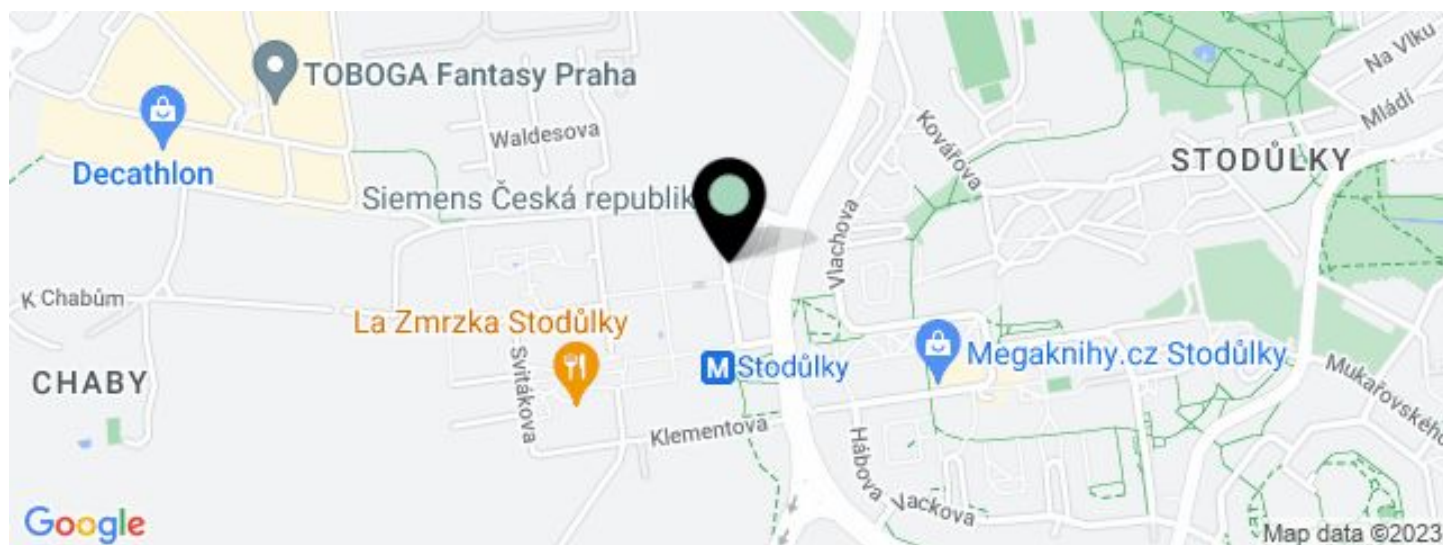 TOBOGA Fantasy Praha
Na Vlku
Mládí
Kovářova
Waldesova
Decathlon
STODŮLKY
Siemens Česká republik
Vlachova
K Chabům
La Zmrzka Stodůlky
Svitákova
M Stodůlky
Megaknihy.cz Stodůlky
Mukařovského
CHABY
Klementova
Hábova
Vackova
Google
Map data ©2023